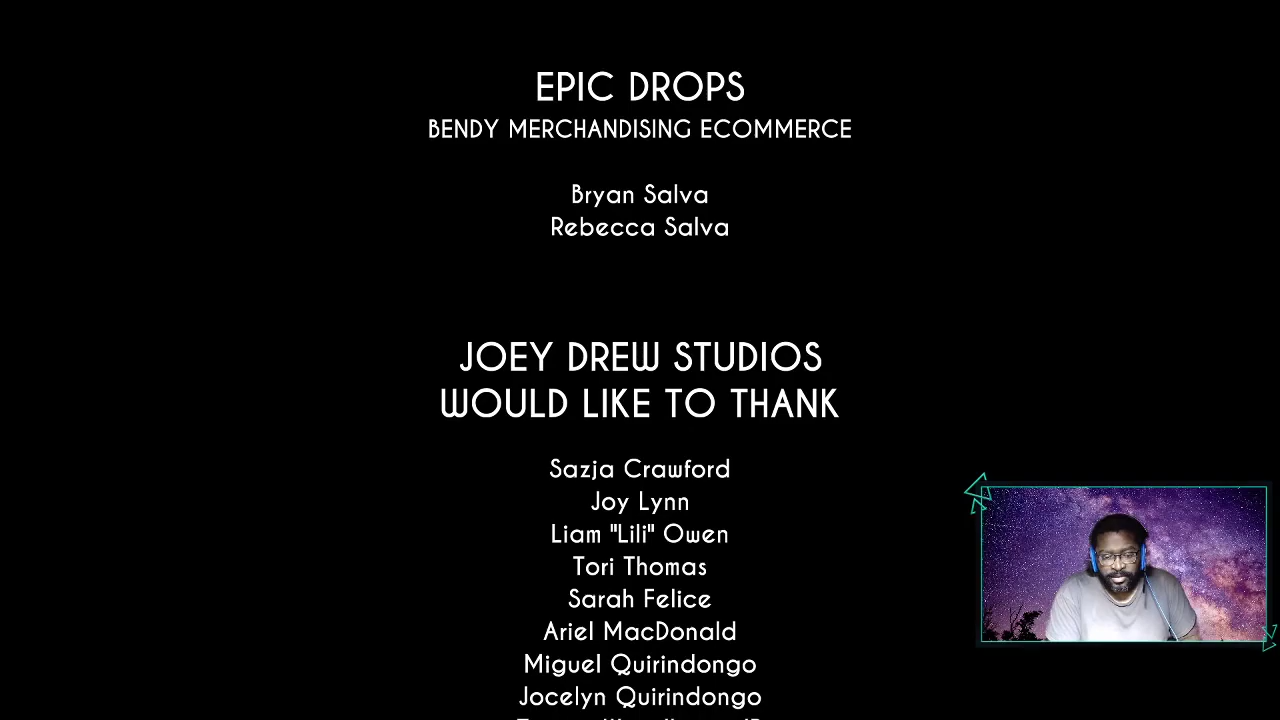 EPIC DROPS
BENDY MERCHANDISING ECOMMERCE
Bryan Salva
Rebecca Salva
JOEY DREW STUDIOS
WOULD LIKE TO THANK
Sazja Crawford
Joy Lynn
Liam "Lili" Owen
Tori Thomas
Sarah Felice
Ariel MacDonald
Miguel Quirindongo
Jocelyn Quirindongo